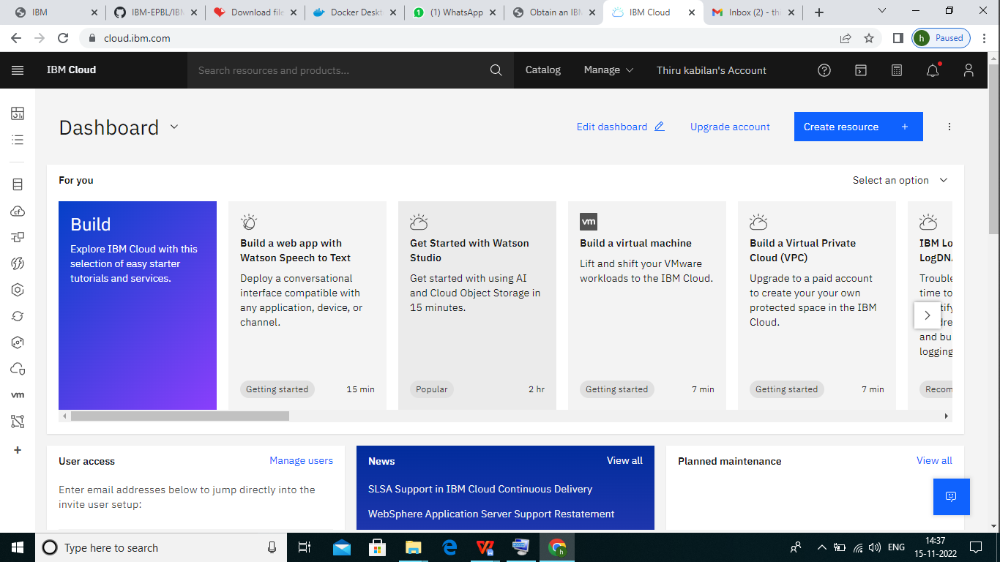 IBM
IBM-EPBL/IBM
Download file
Docker Deskt
(1) WhatsApp
Obtain an IBM
IBM Cloud
Inbox (2) - thi
cloud.ibm.com
h Paused
IBM Cloud
Search resources and products...
Catalog
Manage
Thiru kabilan's Account
Dashboard
Edit dashboard
Upgrade account
Create resource +
For you
Select an option
Build
Explore IBM Cloud with this
selection of easy starter
tutorials and services.
Build a web app with
Watson Speech to Text
Deploy a conversational
interface compatible with
any application, device, or
channel.
Getting started 15 min
Get Started with Watson
Studio
Get started with using AI
and Cloud Object Storage in
15 minutes.
Popular 2 hr
vm
Build a virtual machine
Lift and shift your VMware
workloads to the IBM Cloud.
Getting started 7 min
Build a Virtual Private
Cloud (VPC)
Upgrade to a paid account
to create your your own
protected space in the IBM
Cloud.
Getting started 7 min
IBM Lo
LogDN
Trouble
time to
tify
dre
and bu
logging
Recom
cf
vm
User access
Manage users
Enter email addresses below to jump directly into the
invite user setup:
News
View all
SLSA Support in IBM Cloud Continuous Delivery
WebSphere Application Server Support Restatement
Planned maintenance
View all
Type here to search
ENG
14:37
15-11-2022